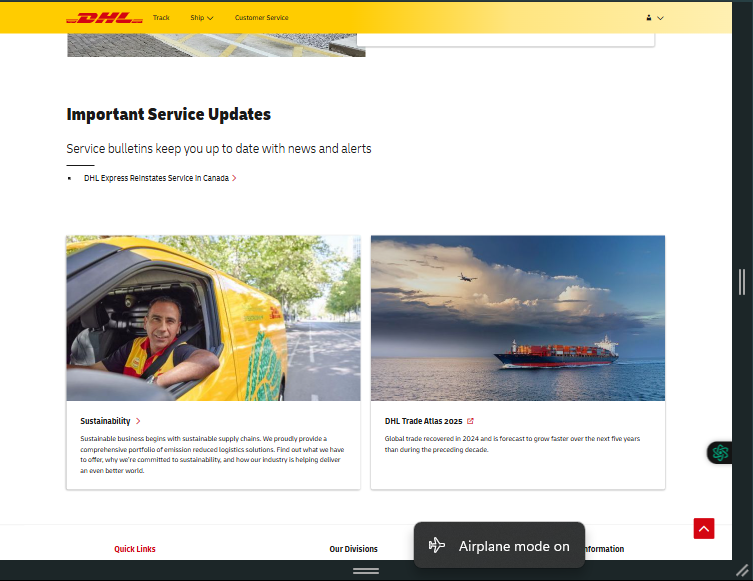 DHL Track Ship Customer Service
Important Service Updates
Service bulletins keep you up to date with news and alerts
DHL Express Reinstates Service in Canada
Sustainability
Sustainable business begins with sustainable supply chains. We proudly provide a
comprehensive portfolio of emission reduced logistics solutions. Find out what we have
to offer, why we're committed to sustainability, and how our industry is helping deliver
an even better world.
DHL Trade Atlas 2025
Global trade recovered in 2024 and is forecast to grow faster over the next five years
than during the preceding decade.
Quick Links
Our Divisions
nformation
Airplane mode on